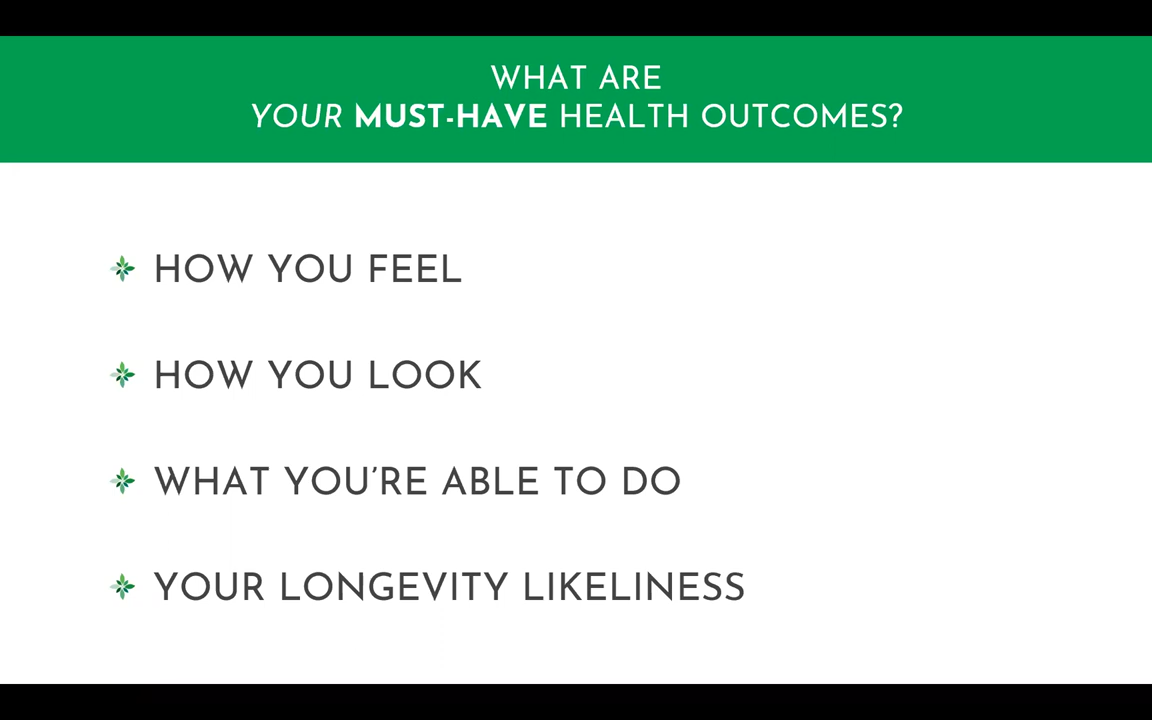 WHAT ARE
YOUR MUST-HAVE HEALTH OUTCOMES?
HOW YOU FEEL
HOW YOU LOOK
WHAT YOU’RE ABLE TO DO
YOUR LONGEVITY LIKELINESS